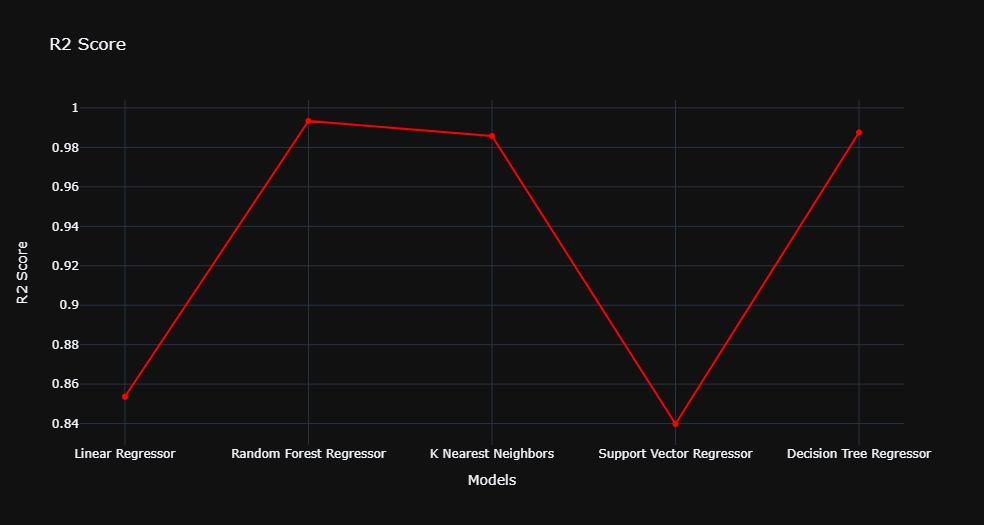 R2 Score
1
0.98
0.96
0.94
0.92
0.9
0.88
0.86
0.84
R2 Score
Linear Regressor
Random Forest Regressor
K Nearest Neighbors
Support Vector Regressor
Decision Tree Regressor
Models